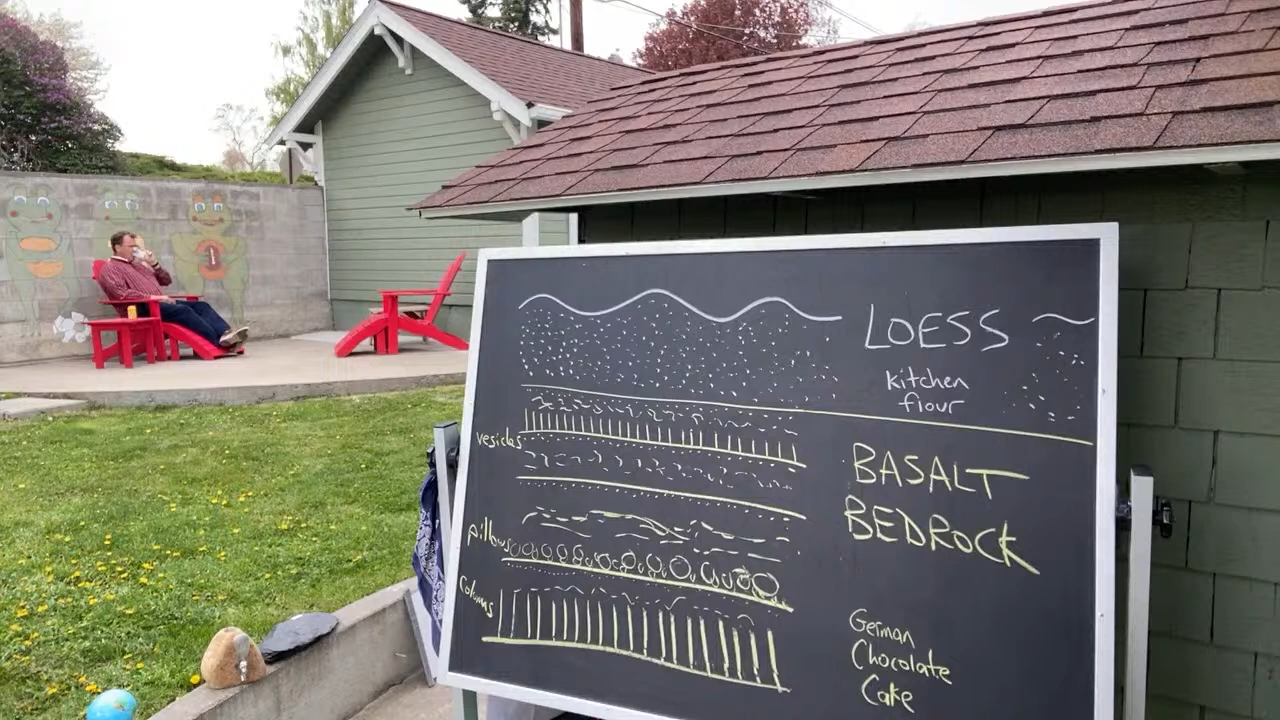 LOESS
kitchen
flour
vesicles
BASALT
BEDROCK
pillows
Columns
German
Chocolate
Cake